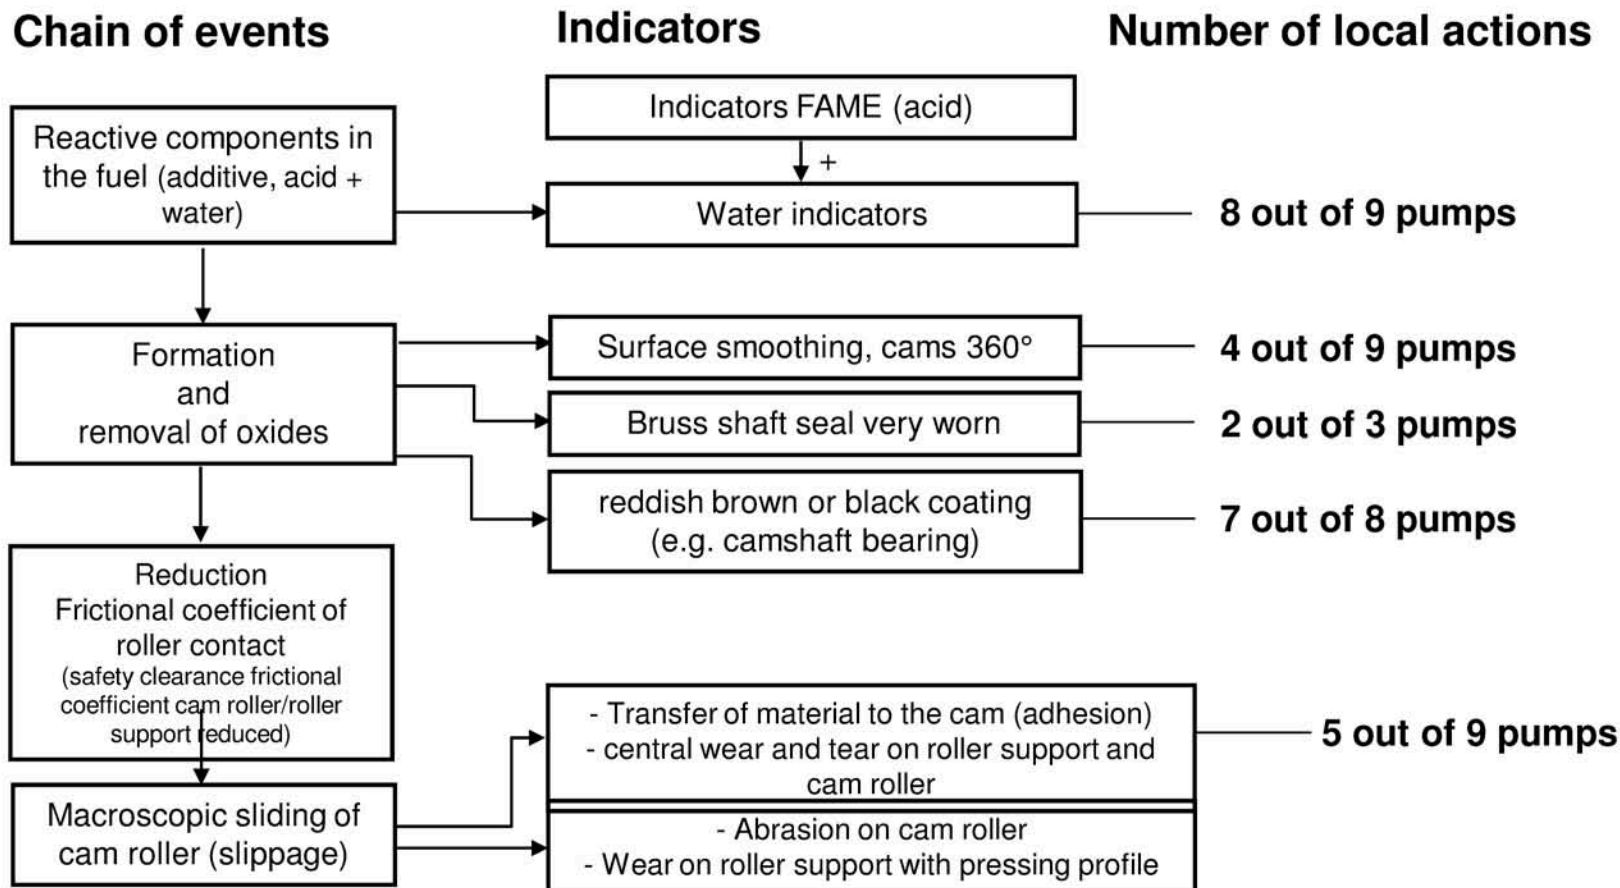 Chain of events
Indicators
Number of local actions
Indicators FAME (acid)
+
Reactive components in
the fuel (additive, acid +
water)
Water indicators
8 out of 9 pumps
Formation
and
removal of oxides
Surface smoothing, cams 360°
4 out of 9 pumps
Bruss shaft seal very worn
2 out of 3 pumps
reddish brown or black coating
(e.g. camshaft bearing)
7 out of 8 pumps
Reduction
Frictional coefficient of
roller contact
(safety clearance frictional
coefficient cam roller/roller
support reduced)
- Transfer of material to the cam (adhesion)
- central wear and tear on roller support and
cam roller
5 out of 9 pumps
Macroscopic sliding of
cam roller (slippage)
- Abrasion on cam roller
- Wear on roller support with pressing profile